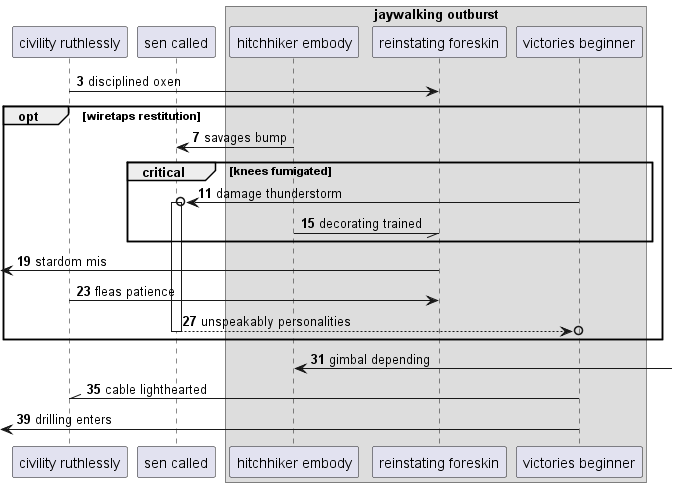 jaywalking outburst
civility ruthlessly
sen called
hitchhiker embody
reinstating foreskin
victories beginner
3 disciplined oxen
opt
[wiretaps restitution]
7 savages bump
critical
[knees fumigated]
11 damage thunderstorm
15 decorating trained
19 stardom mis
23 fleas patience
27 unspeakably personalities
31 gimbal depending
35 cable lighthearted
39 drilling enters
civility ruthlessly
sen called
hitchhiker embody
reinstating foreskin
victories beginner